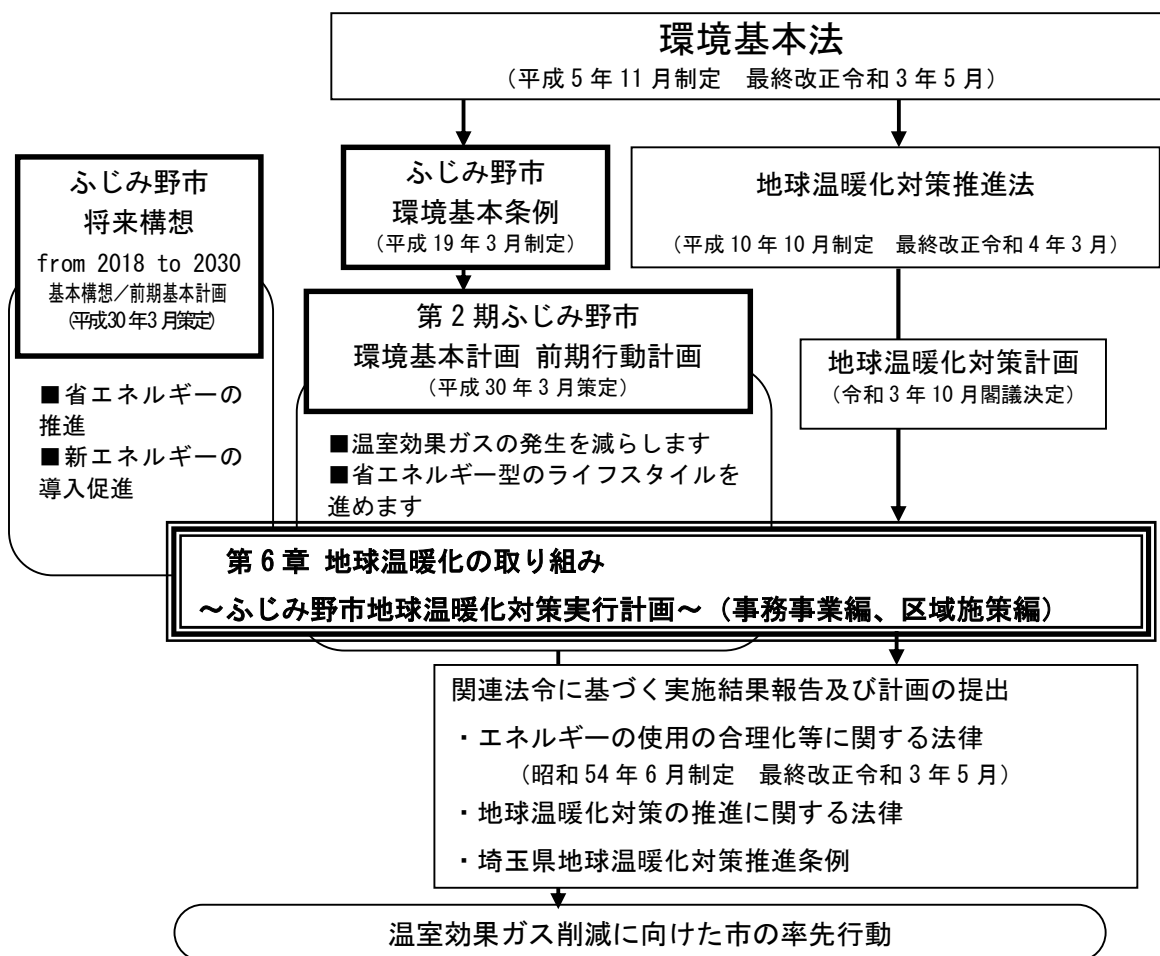 環境基本法
（平成5年11月制定　最終改正令和3年5月）
ふじみ野市
将来構想
from 2018 to 2030
基本構想／前期基本計画
（平成30年3月策定）
■省エネルギーの
推進
■新エネルギーの
導入促進
ふじみ野市
環境基本条例
（平成19年3月制定）
第2期ふじみ野市
環境基本計画 前期行動計画
（平成30年3月策定）
■温室効果ガスの発生を減らします
■省エネルギー型のライフスタイルを
進めます
地球温暖化対策推進法
（平成10年10月制定　最終改正令和4年3月）
地球温暖化対策計画
（令和3年10月閣議決定）
第6章 地球温暖化の取り組み
～ふじみ野市地球温暖化対策実行計画～（事務事業編、区域施策編）
関連法令に基づく実施結果報告及び計画の提出
・エネルギーの使用の合理化等に関する法律
（昭和54年6月制定　最終改正令和3年5月）
・地球温暖化対策の推進に関する法律
・埼玉県地球温暖化対策推進条例
温室効果ガス削減に向けた市の率先行動